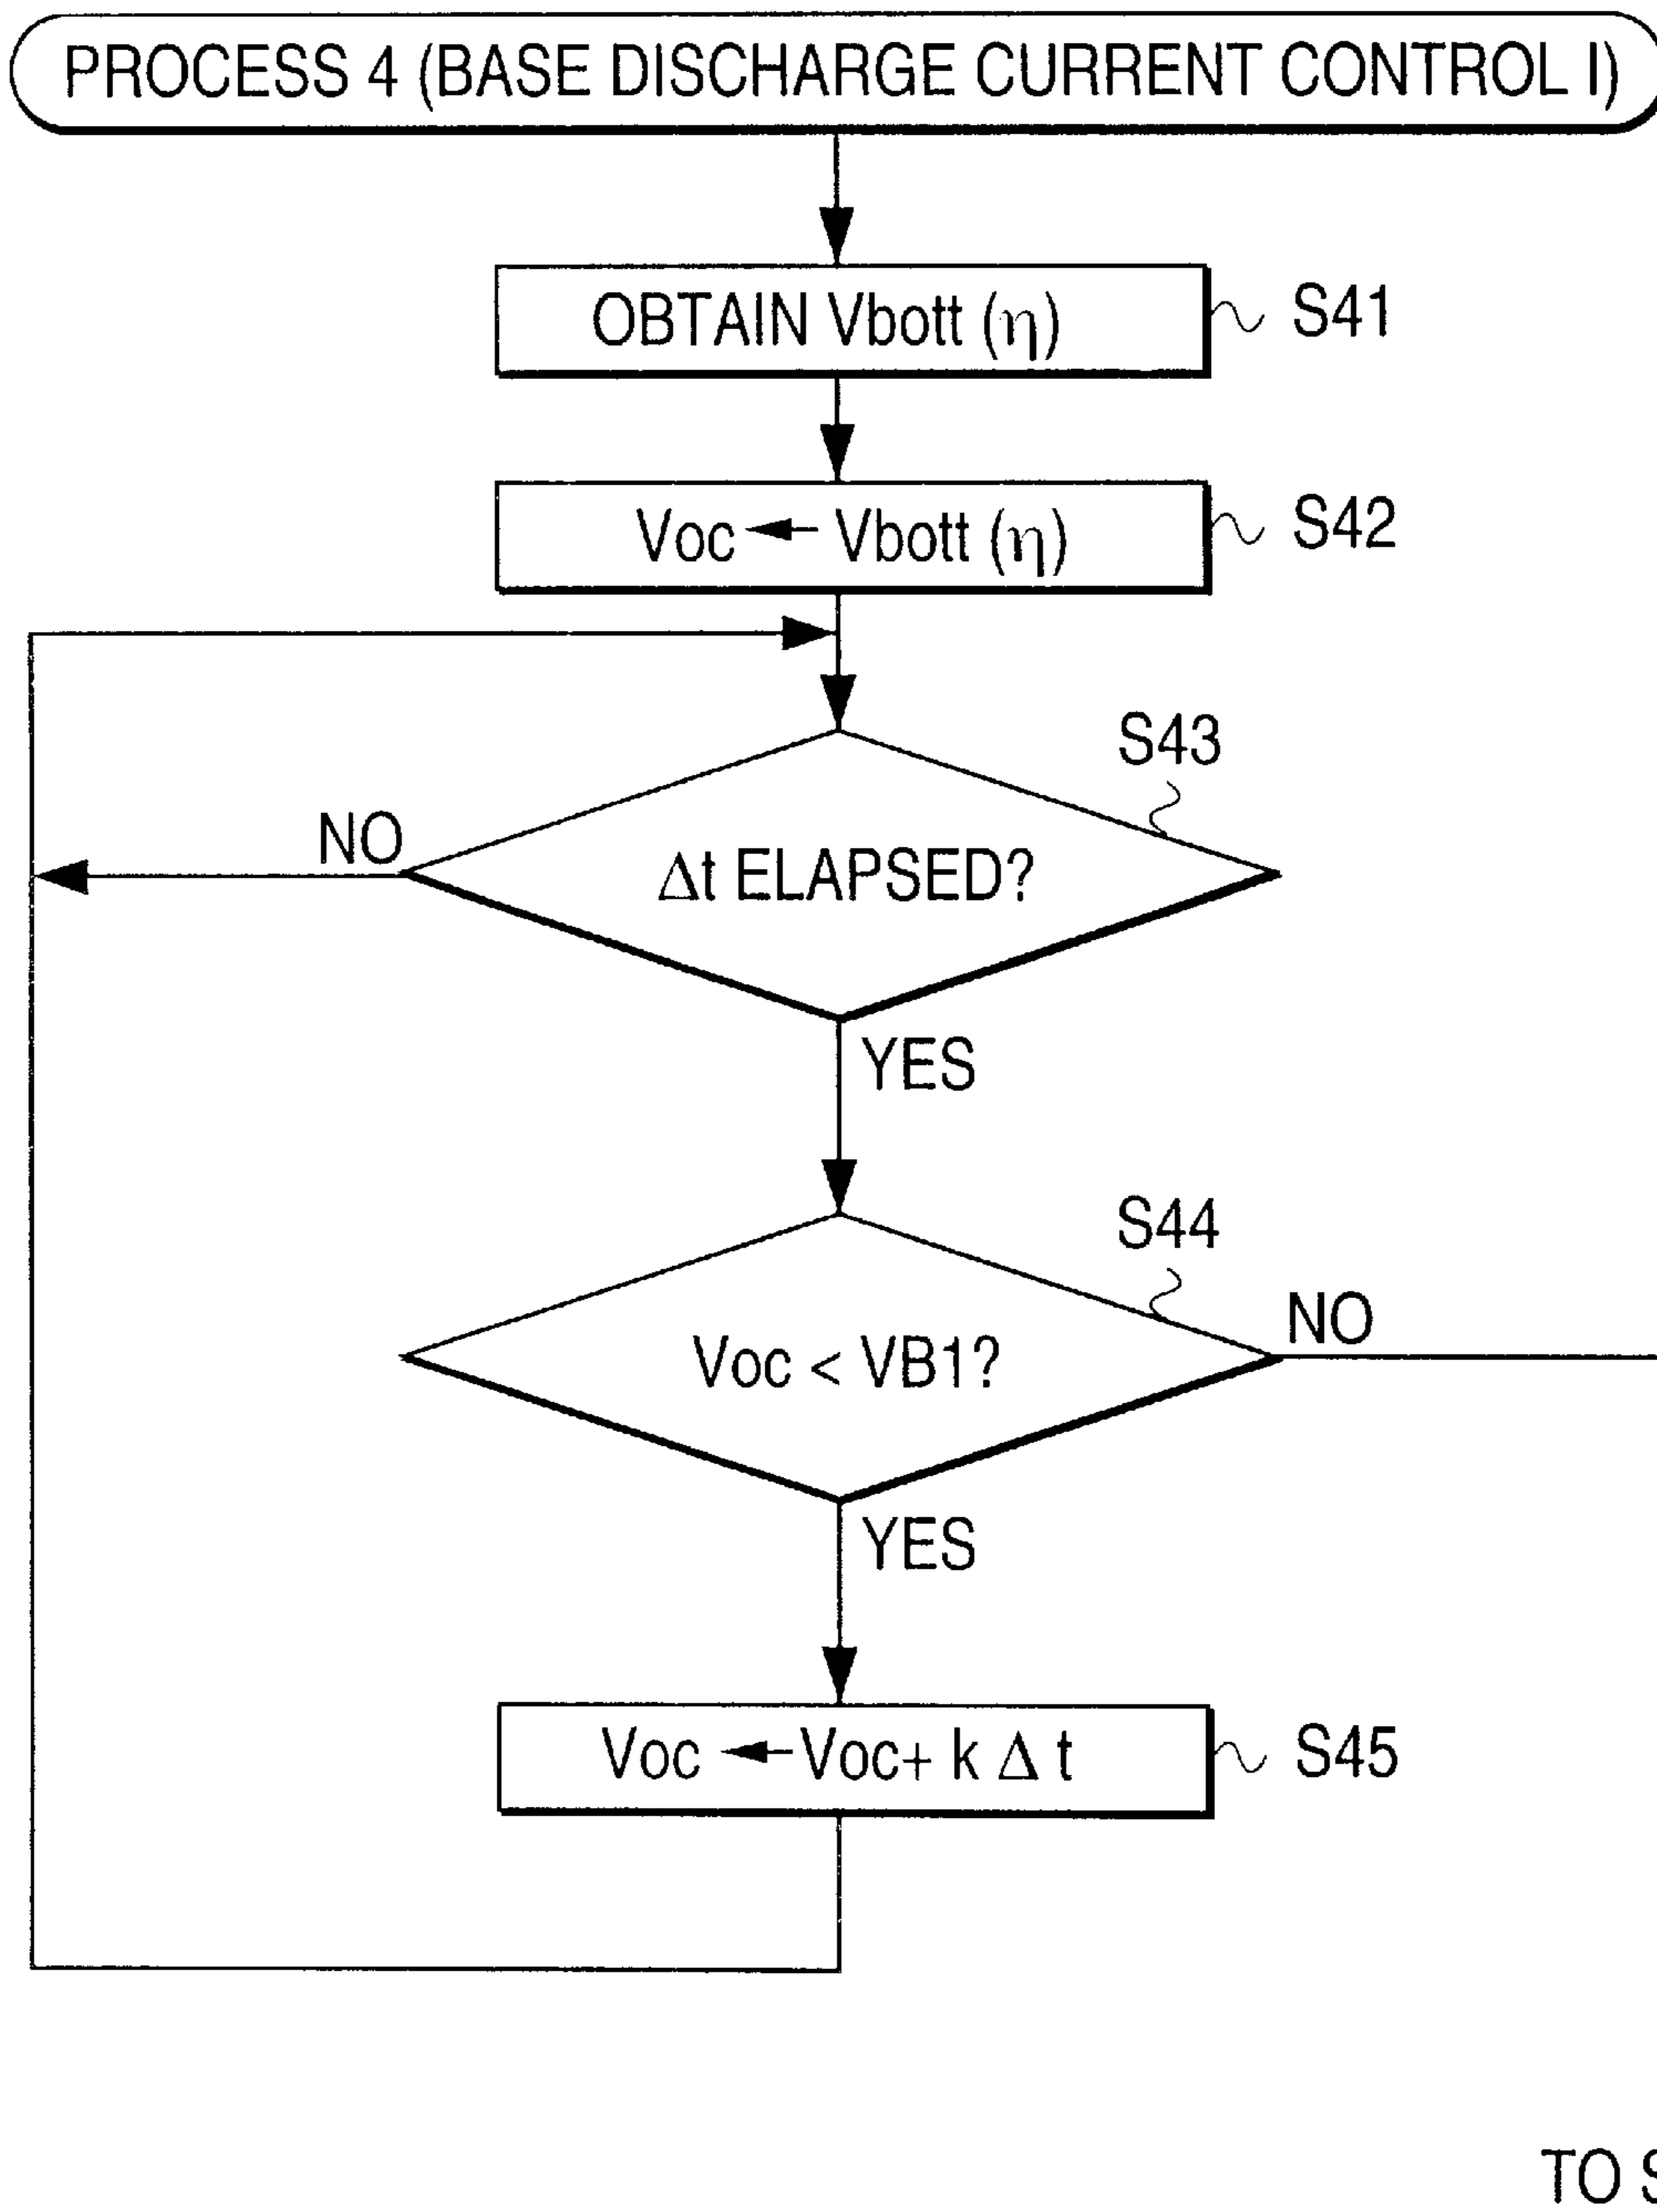 PROCESS 4 (BASE DISCHARGE CURRENT CONTROL I)
OBTAIN Vbott (η)
S41
Voc ← Vbott (η)
S42
S43
NO
Δt ELAPSED?
YES
S44
NO
Voc < VB1?
YES
Voc ← Voc+ k Δ t
S45
TO